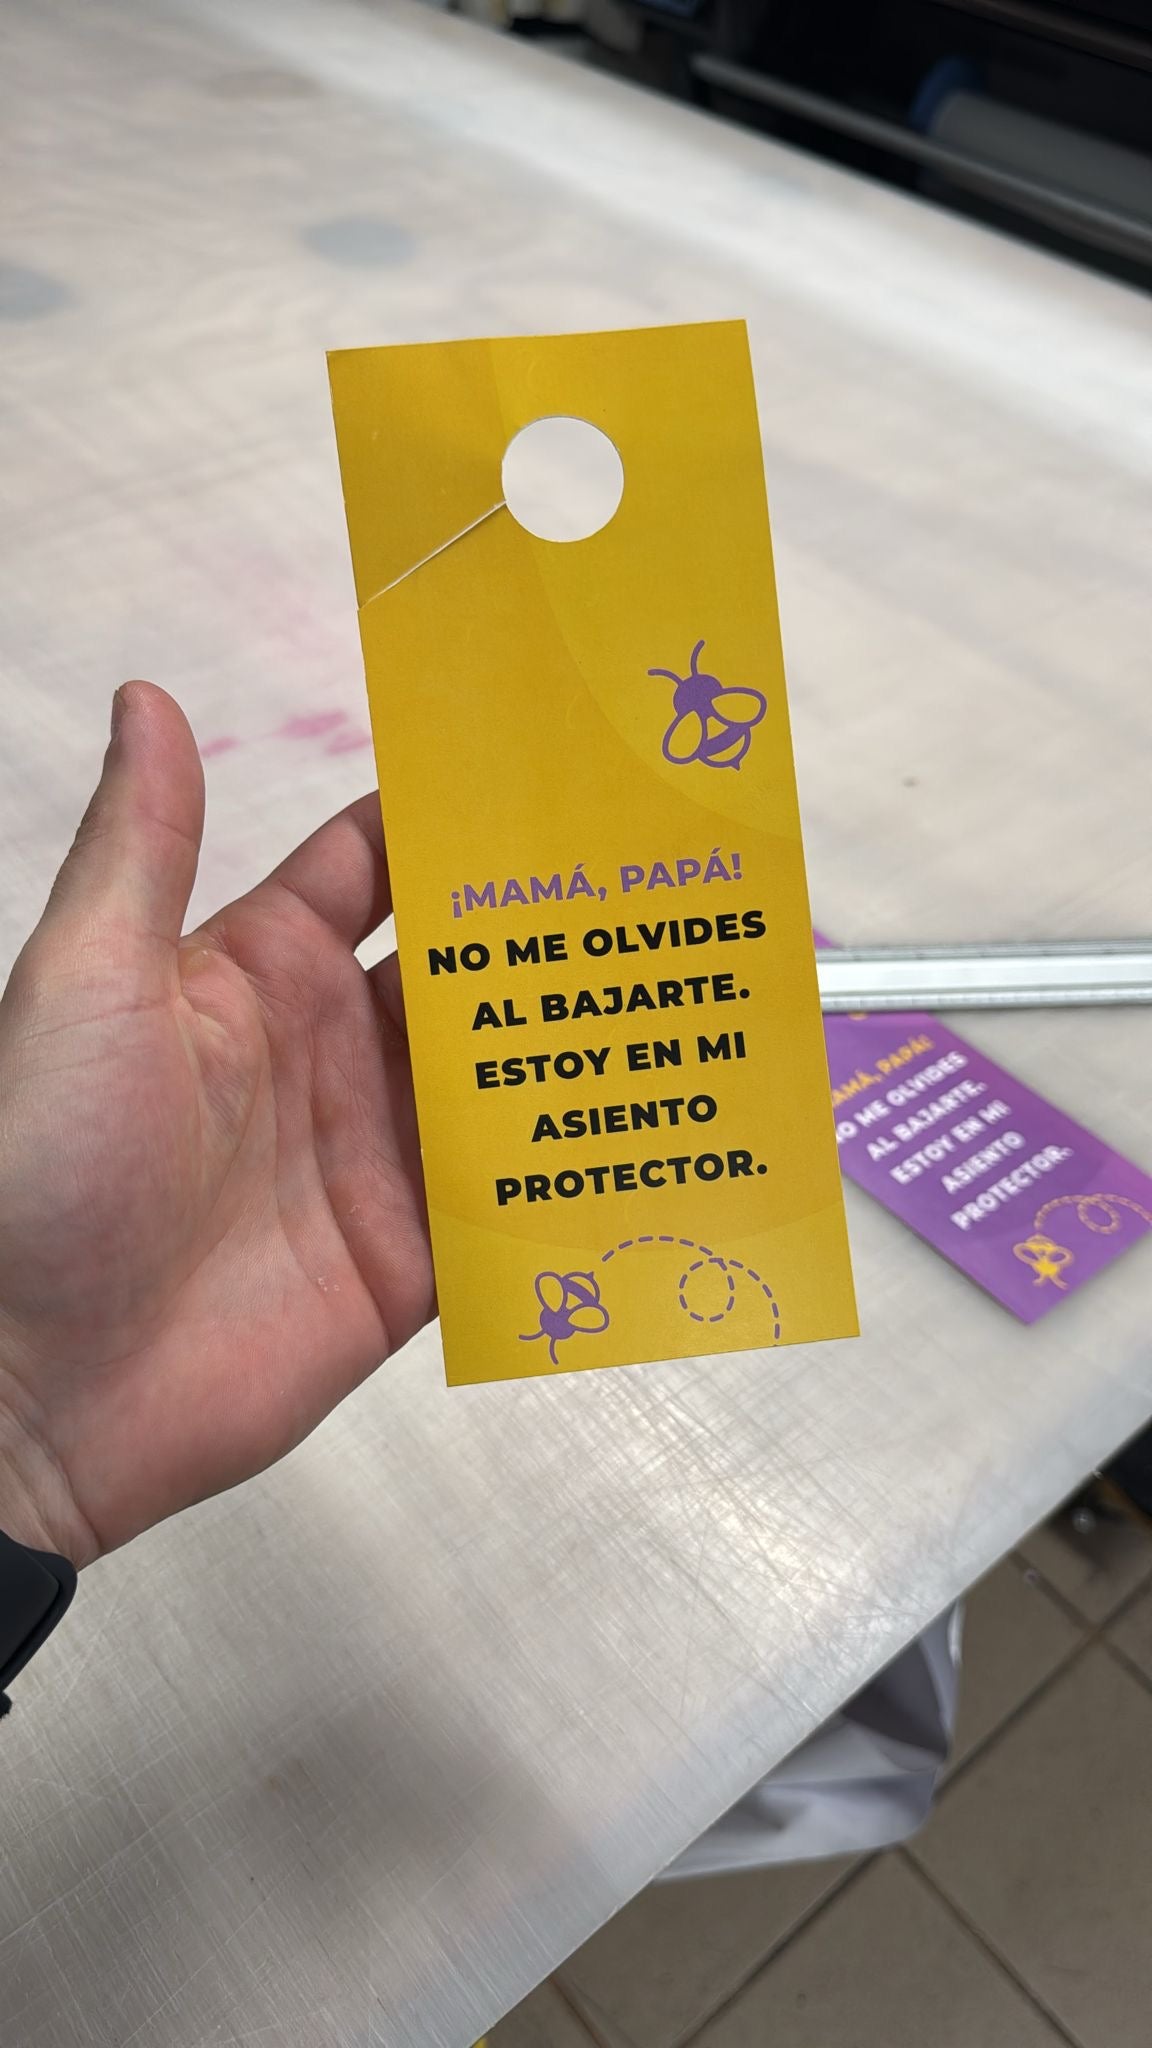 ¡MAMÁ, PAPÁ!
NO ME OLVIDES
AL BAJARTE.
ESTOY EN MI
ASIENTO
PROTECTOR.
PAPÁ!
NO ME OLVIDES
AL BAJARTE.
ESTOY EN MI
ASIENTO
PROTECTOR.